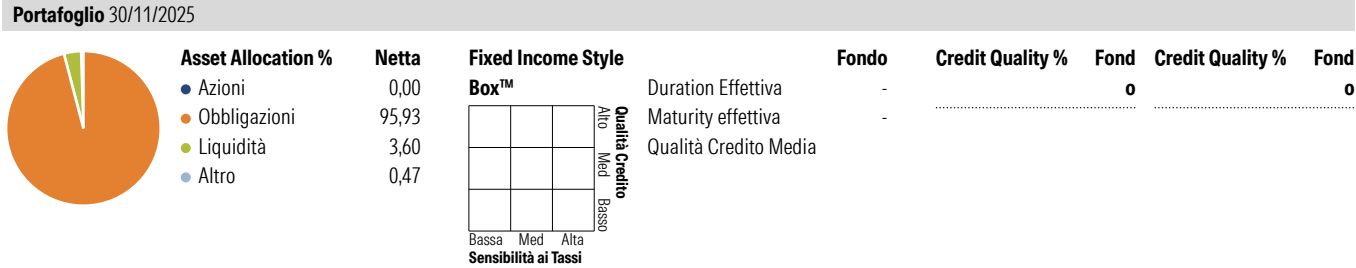 Portafoglio 30/11/2025
Asset Allocation % Netta
Azioni 0,00
Obbligazioni 95,93
Liquidità 3,60
Altro 0,47
Fixed Income Style
Box™
Alto Med Basso
Qualità Credito
Bassa Med Alta
Sensibilità ai Tassi
Fondo
Duration Effettiva -
Maturity effettiva -
Qualità Credito Media
Credit Quality % Fond
o
Credit Quality % Fond
o